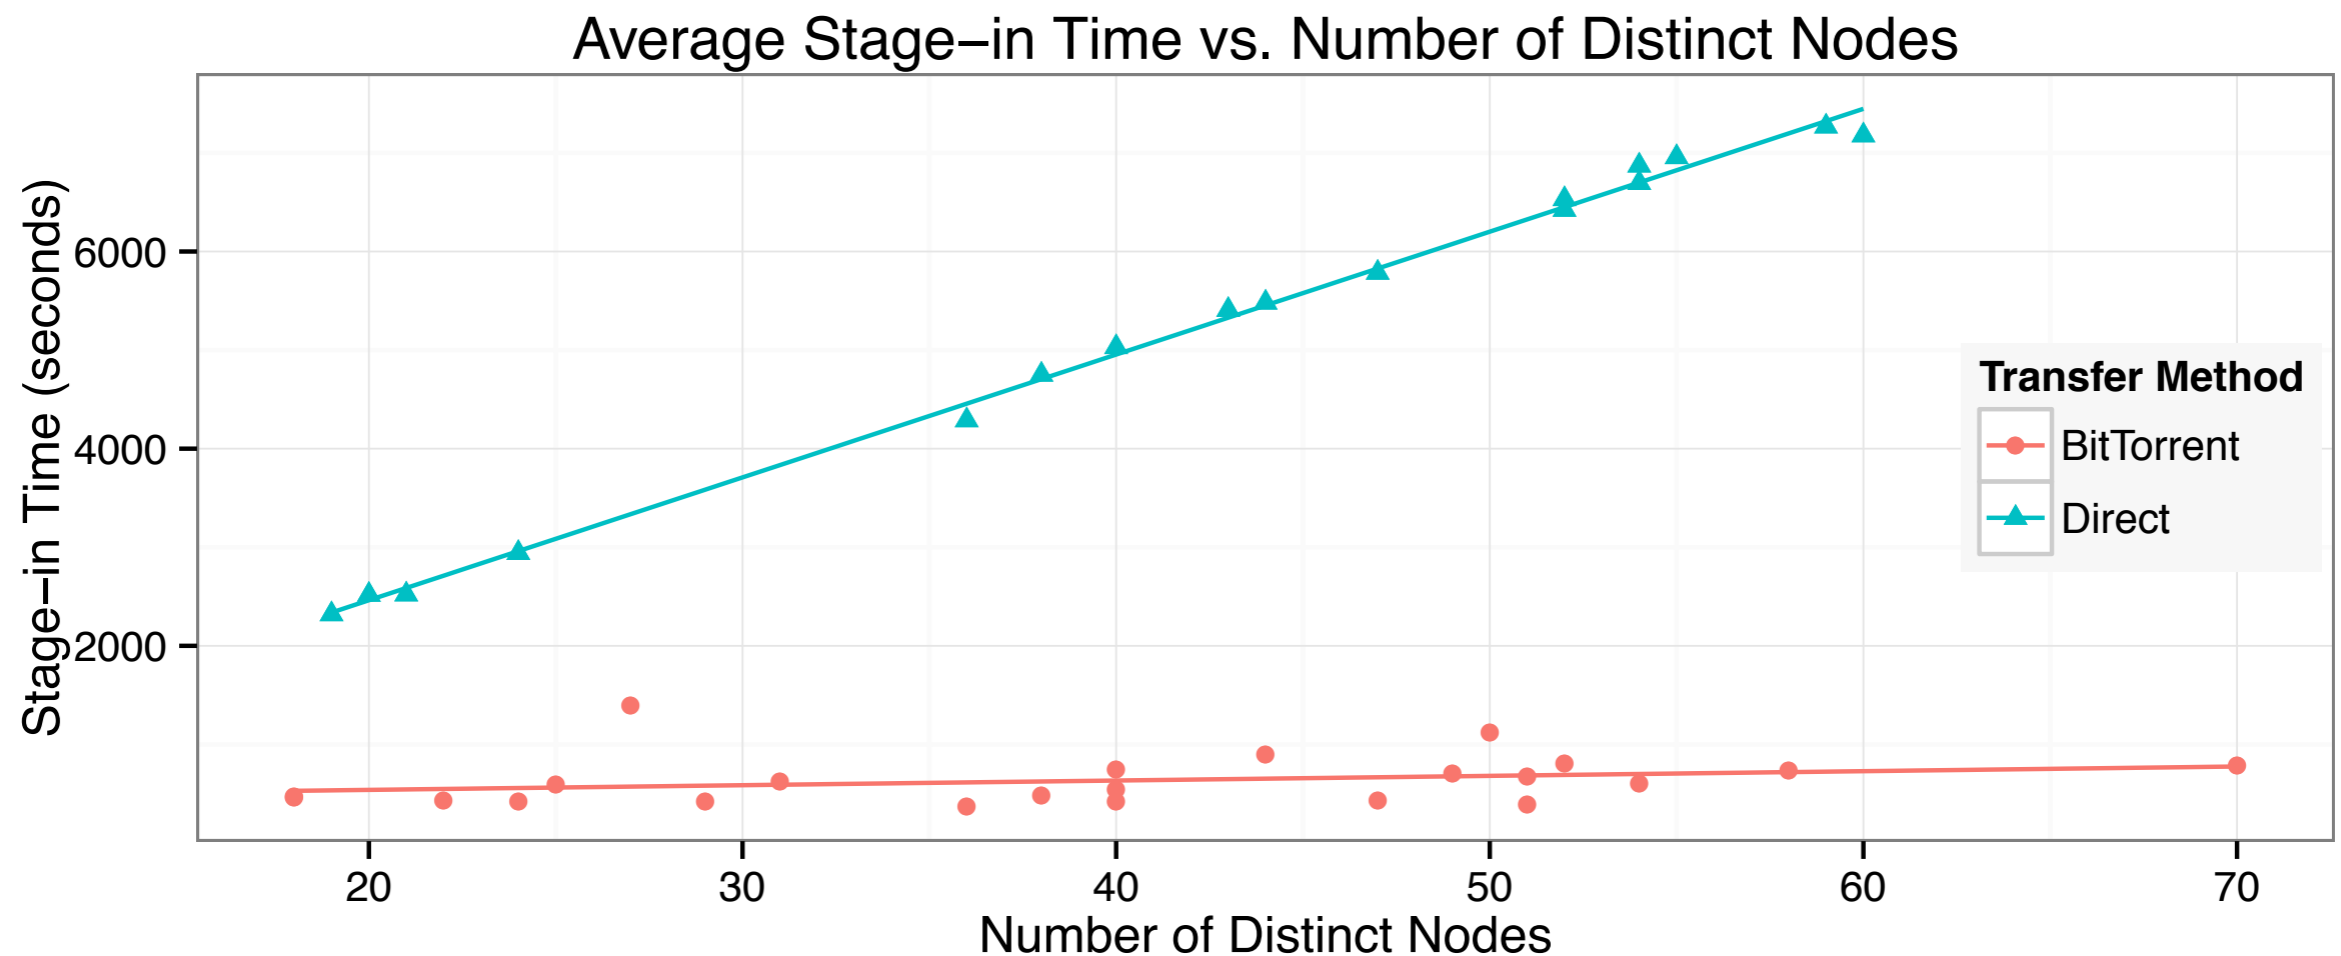 Average Stage−in Time vs. Number of Distinct Nodes
Stage−in Time (seconds)
6000
4000
2000
Transfer Method
BitTorrent
Direct
20 30 40 50 60 70
Number of Distinct Nodes